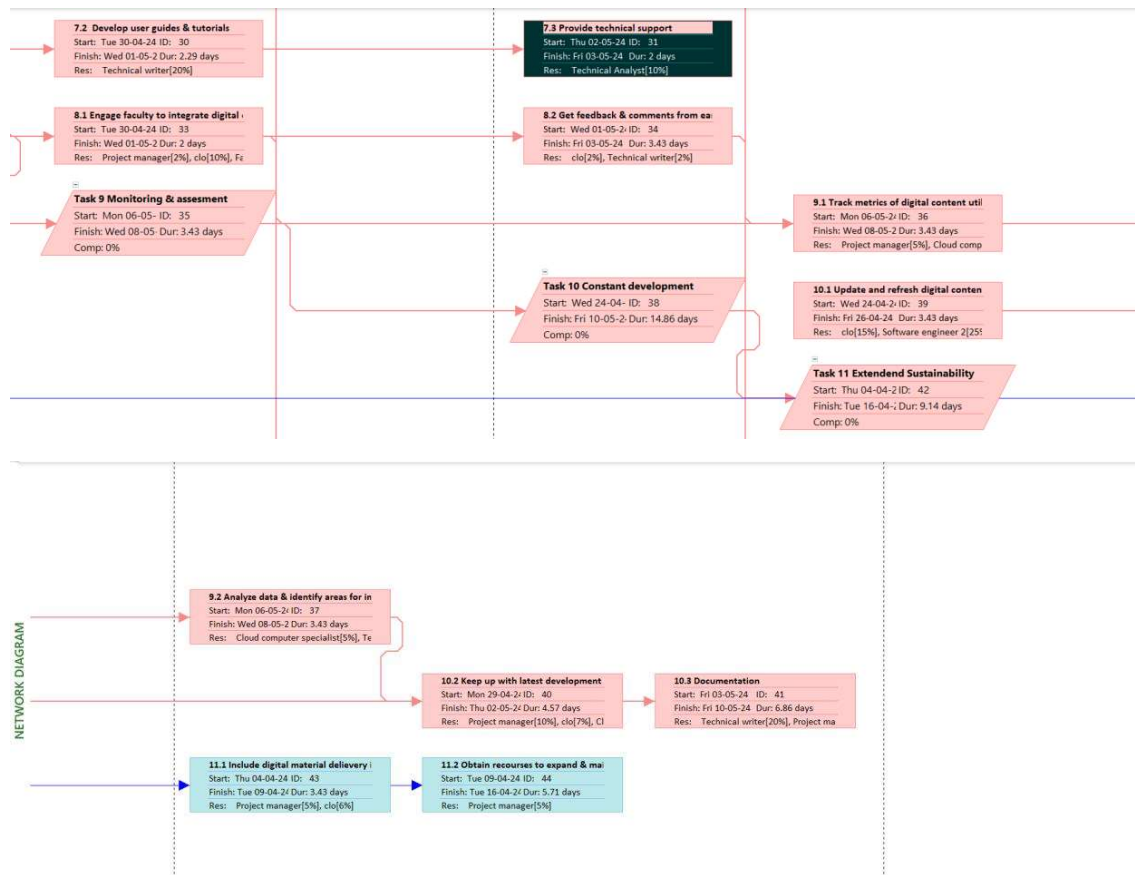 7.2 Develop user guides & tutorials
Start: Tue 30-04-24 ID: 30
Finish: Wed 01-05-2 Dur: 2.29 days
Res: Technical writer[20%]
7.3 Provide technical support
Start: Thu 02-05-24 ID: 31
Finish: Fri 03-05-24 Dur: 2 days
Res: Technical Analyst[10%]
8.1 Engage faculty to integrate digital
Start: Tue 30-04-24 ID: 33
Finish: Wed 01-05-2 Dur: 2 days
Res: Project manager[2%], clo[10%], Fa
8.2 Get feedback & comments from ea
Start: Wed 01-05-2 ID: 34
Finish: Fri 03-05-24 Dur: 3.43 days
Res: clo[2%], Technical writer[2%]
Task 9 Monitoring & assesment
Start: Mon 06-05- ID: 35
Finish: Wed 08-05- Dur: 3.43 days
Comp: 0%
9.1 Track metrics of digital content util
Start: Mon 06-05-2 ID: 36
Finish: Wed 08-05-2 Dur: 3.43 days
Res: Project manager[5%], Cloud comp
Task 10 Constant development
Start: Wed 24-04- ID: 38
Finish: Fri 10-05-2 Dur: 14.86 days
Comp: 0%
10.1 Update and refresh digital conten
Start: Wed 24-04-2 ID: 39
Finish: Fri 26-04-24 Dur: 3.43 days
Res: clo[15%], Software engineer 2[25%
Task 11 Extendend Sustainability
Start: Thu 04-04-2 ID: 42
Finish: Tue 16-04- Dur: 9.14 days
Comp: 0%
NETWORK DIAGRAM
9.2 Analyze data & identify areas for in
Start: Mon 06-05-2 ID: 37
Finish: Wed 08-05-2 Dur: 3.43 days
Res: Cloud computer specialist[5%], Te
10.2 Keep up with latest development
Start: Mon 29-04-2 ID: 40
Finish: Thu 02-05-2 Dur: 4.57 days
Res: Project manager[10%], clo[7%], Cl
10.3 Documentation
Start: Fri 03-05-24 ID: 41
Finish: Fri 10-05-24 Dur: 6.86 days
Res: Technical writer[20%], Project ma
11.1 Include digital material delievery i
Start: Thu 04-04-24 ID: 43
Finish: Tue 09-04-2 Dur: 3.43 days
Res: Project manager[5%], clo[6%]
11.2 Obtain recourses to expand & mai
Start: Tue 09-04-24 ID: 44
Finish: Tue 16-04-2 Dur: 5.71 days
Res: Project manager[5%]